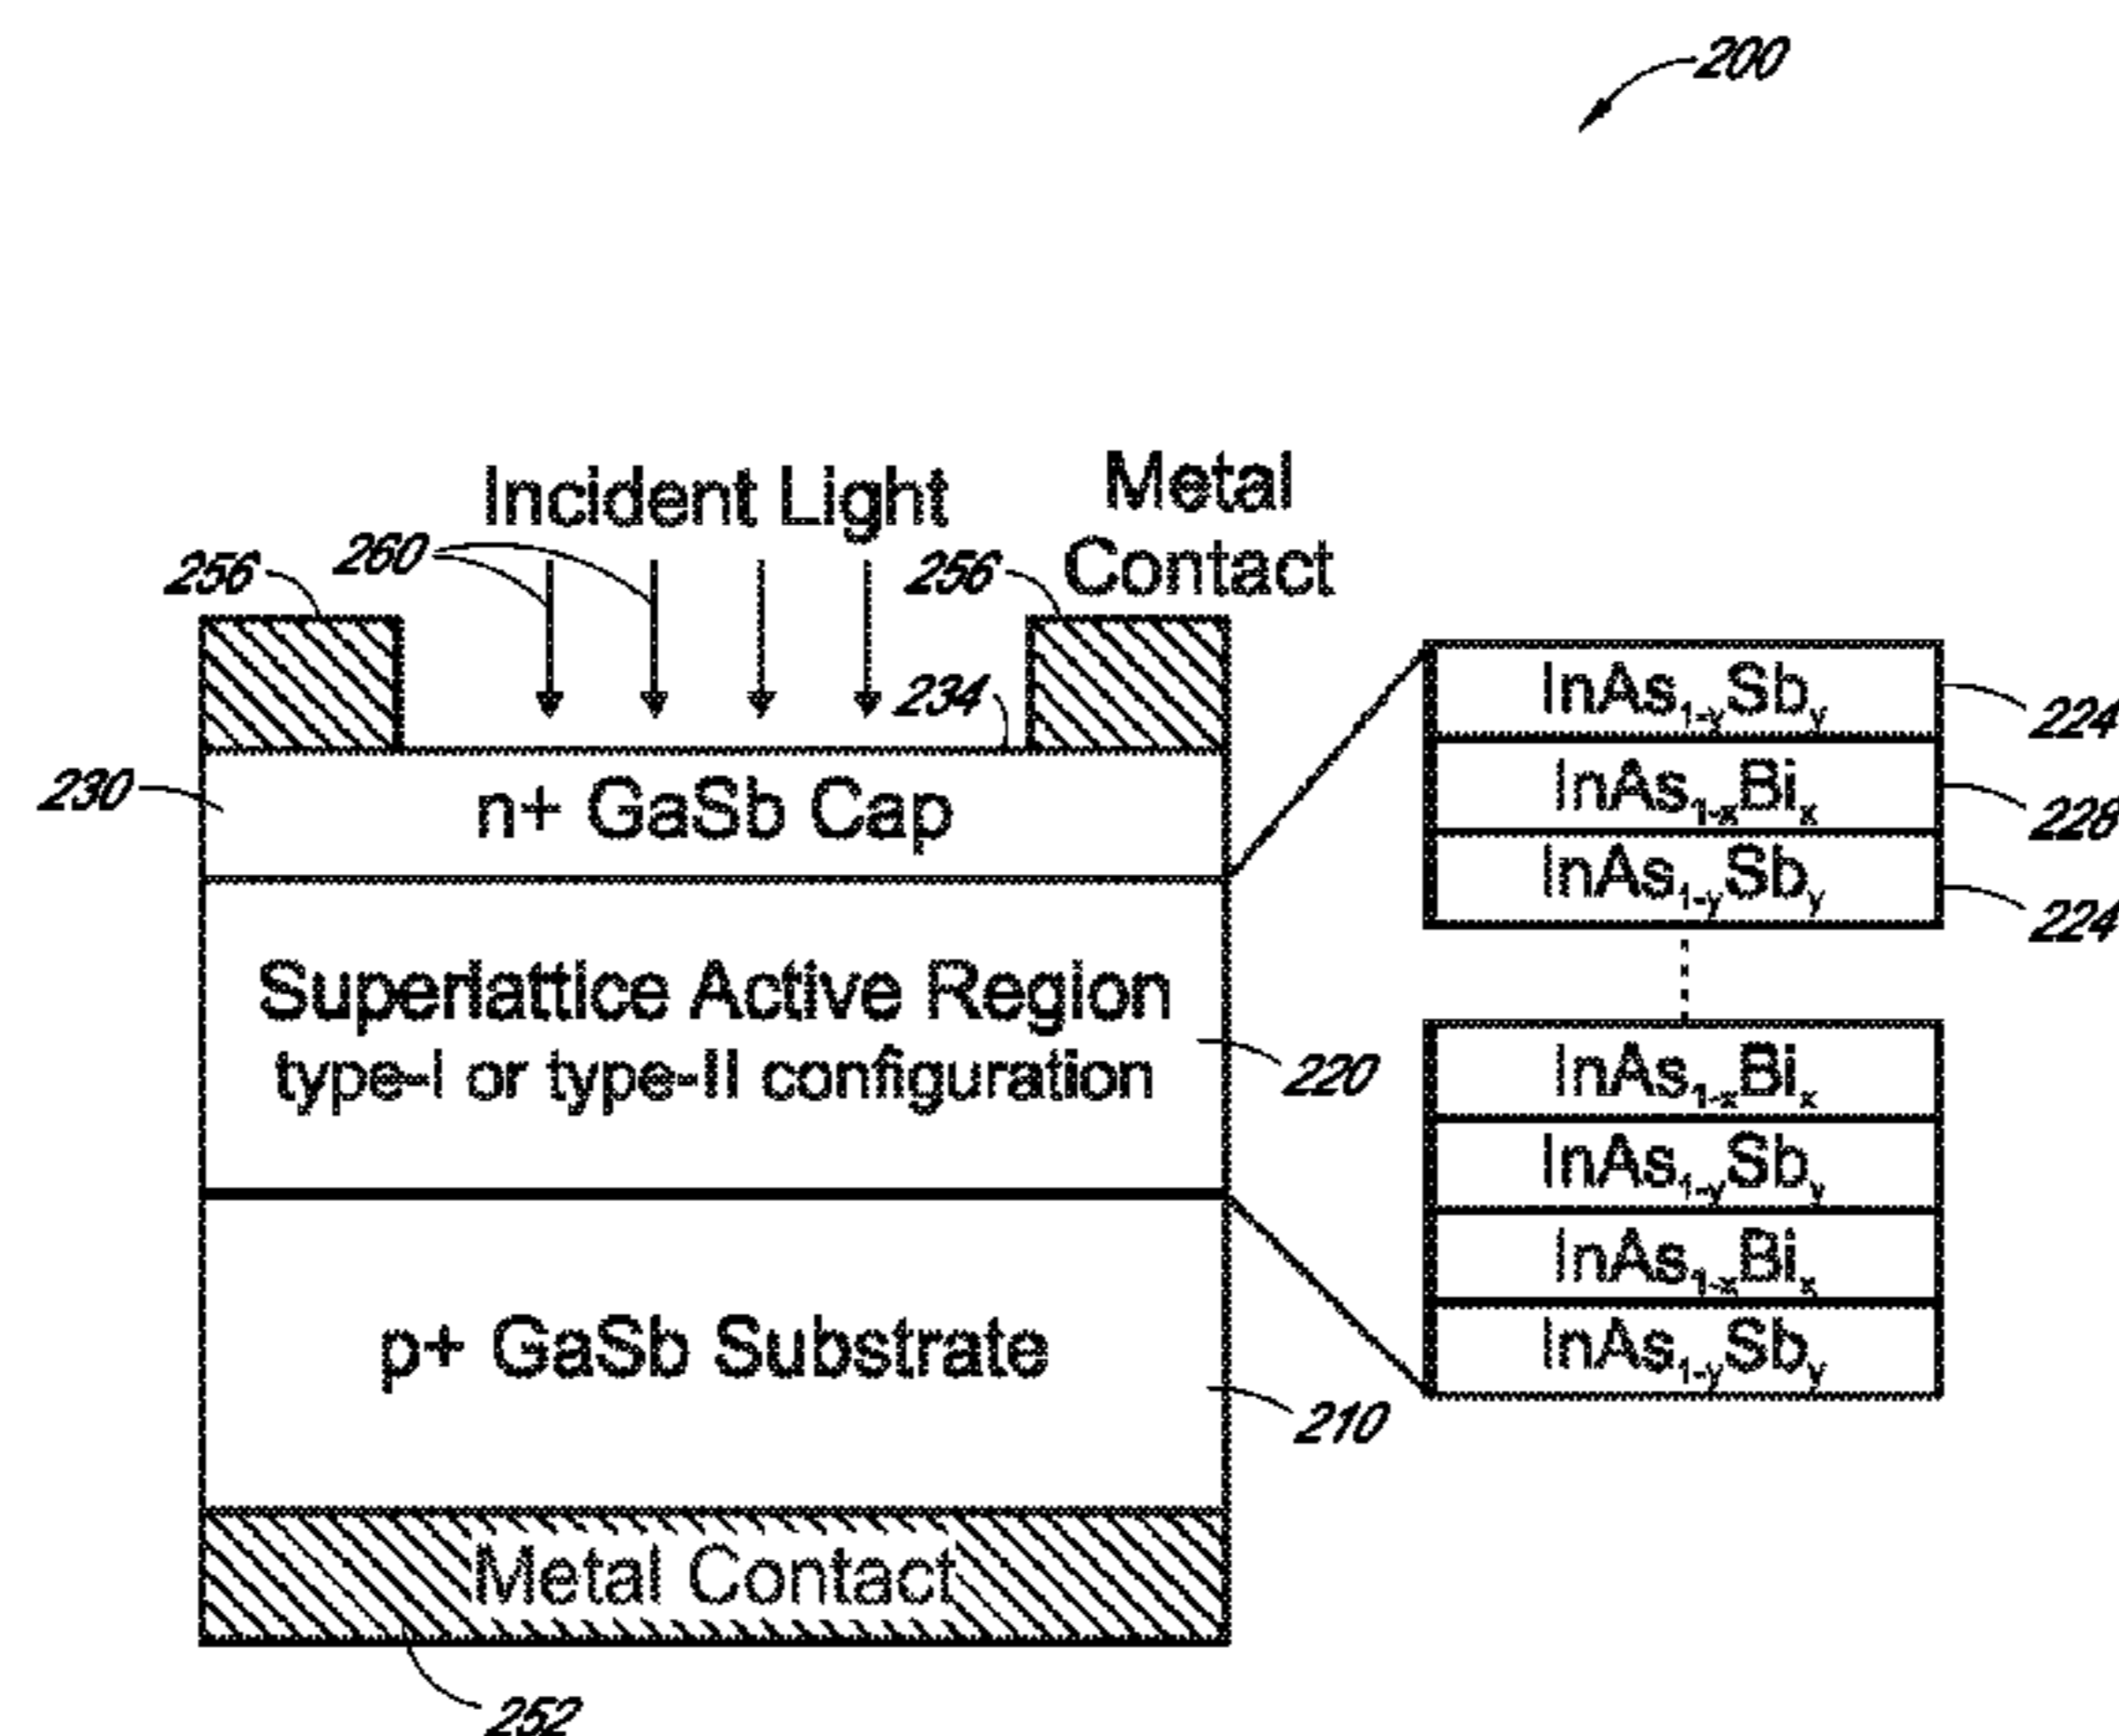 200
Incident Light
Metal
Contact
256
260
256
234
230
n+ GaSb Cap
Superlattice Active Region
type-I or type-II configuration
220
p+ GaSb Substrate
210
Metal Contact
252
InAs₁₋ySby
224
InAs₁₋ₓBiₓ
228
InAs₁₋ySby
224
InAs₁₋ₓBiₓ
InAs₁₋ySby
InAs₁₋ₓBiₓ
InAs₁₋ySby